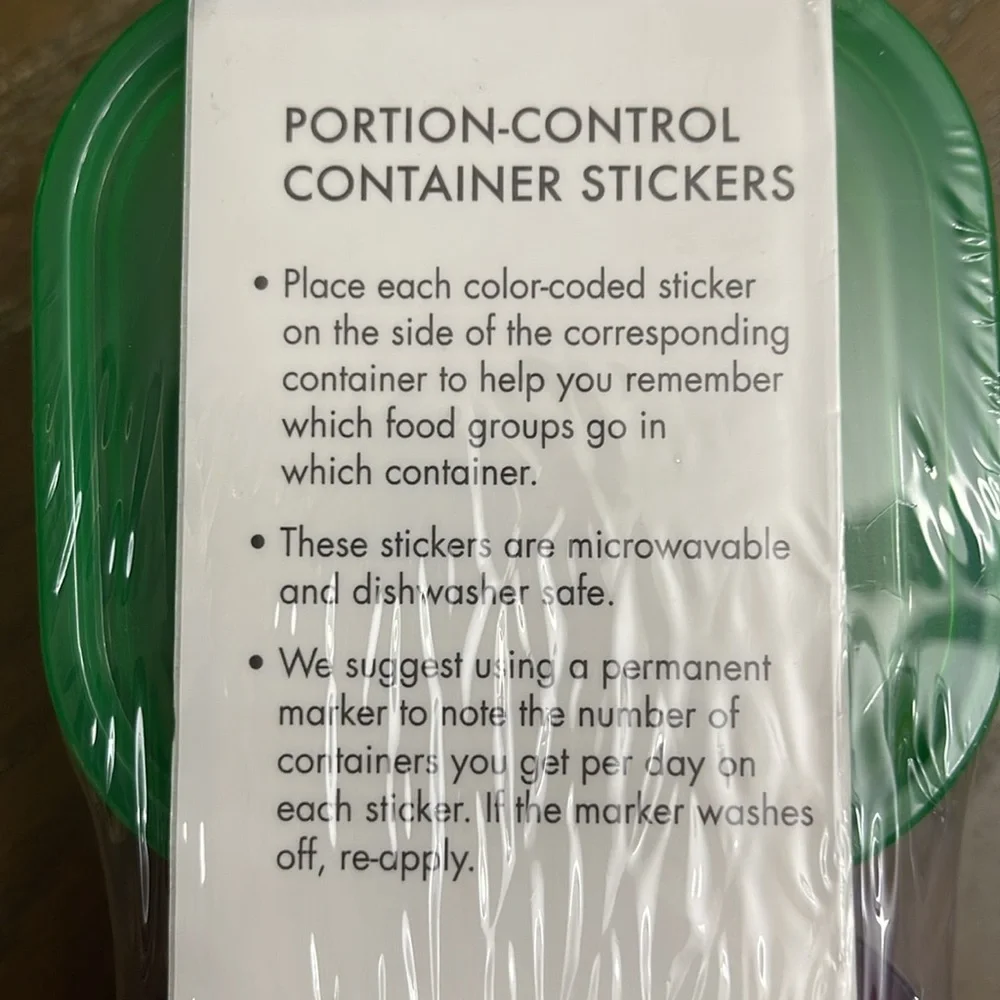 PORTION-CONTROL
CONTAINER STICKERS
• Place each color-coded sticker
on the side of the corresponding
container to help you remember
which food groups go in
which container.
• These stickers are microwavable
and dishwasher safe.
• We suggest using a permanent
marker to note the number of
containers you get per day on
each sticker. If the marker washes
off, re-apply.